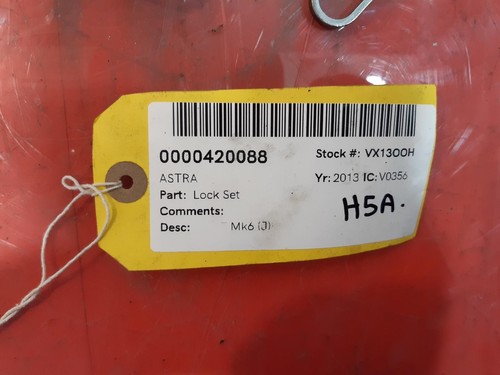 0000420088 Stock #: VX1300H
ASTRA Yr: 2013 IC: V0356
Part: Lock Set
Comments:
H5A.
Desc: Mk6 (J)